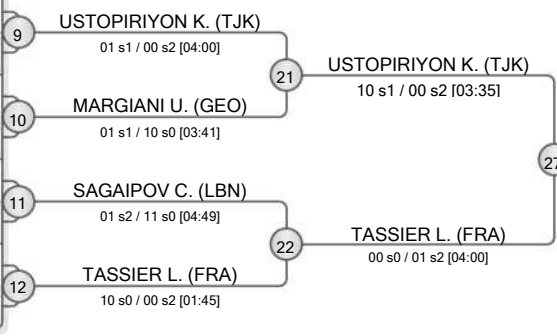 9
USTOPIRIYON K. (TJK)
01 s1 / 00 s2 [04:00]
21
USTOPIRIYON K. (TJK)
10 s1 / 00 s2 [03:35]
10
MARGIANI U. (GEO)
01 s1 / 10 s0 [03:41]
27
11
SAGAIPOV C. (LBN)
01 s2 / 11 s0 [04:49]
22
TASSIER L. (FRA)
00 s0 / 01 s2 [04:00]
12
TASSIER L. (FRA)
10 s0 / 00 s2 [01:45]